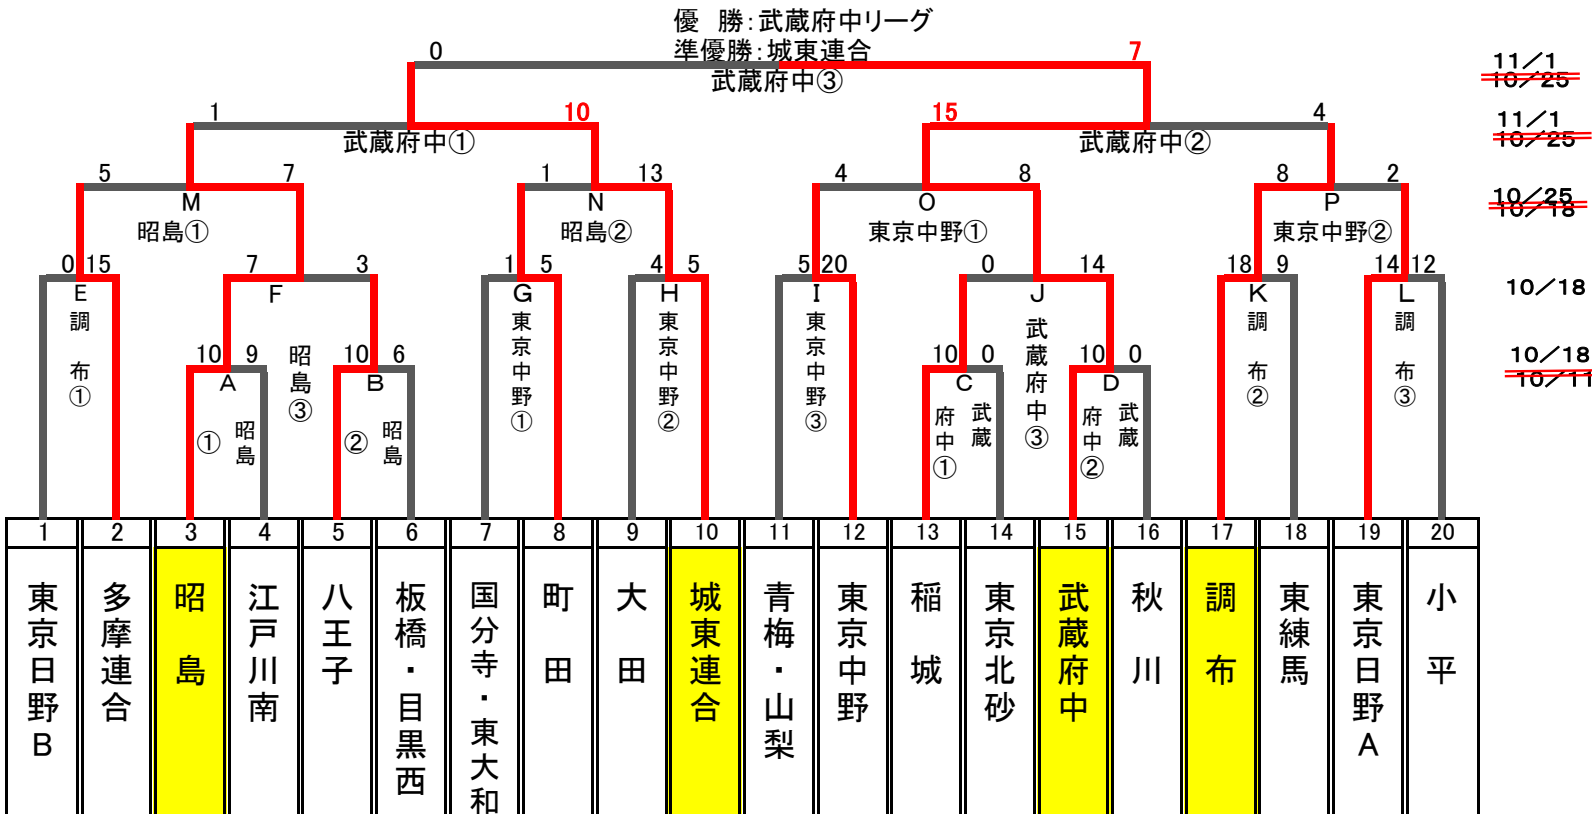 優　勝：武蔵府中リーグ
準優勝：城東連合
0 7
武蔵府中③
11／1
10／25
1 10 15 4
武蔵府中① 武蔵府中②
11／1
10／25
5 7 1 13 4 8 8 2
M N O P
昭島① 昭島② 東京中野① 東京中野②
10／25
10／18
0 15 7 3 1 5 4 5 5 20 0 14 18 9 14 12
E F G H I J K L
10／18
調布①
昭島③
東京中野①
東京中野②
東京中野③
武蔵府中③
調布②
調布③
10 9 10 6 10 0 10 0
A B C D
10／18
10／11
昭島①
昭島②
武蔵府中①
武蔵府中②
1 2 3 4 5 6 7 8 9 10 11 12 13 14 15 16 17 18 19 20
東京日野B
多摩連合
昭島
江戸川南
八王子
板橋・目黒西
国分寺・東大和
町田
大田
城東連合
青梅・山梨
東京中野
稲城
東京北砂
武蔵府中
秋川
調布
東練馬
東京日野A
小平